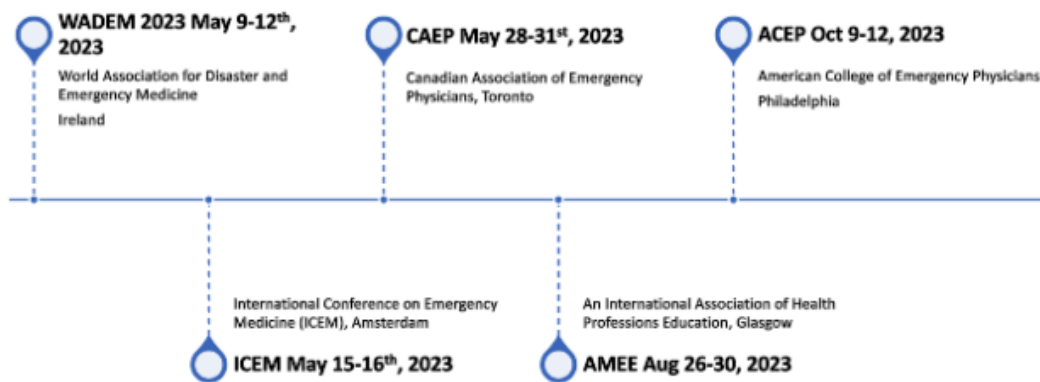 WADEM 2023 May 9-12th,
2023
World Association for Disaster and
Emergency Medicine
Ireland
CAEP May 28-31st, 2023
Canadian Association of Emergency
Physicians, Toronto
ACEP Oct 9-12, 2023
American College of Emergency Physicians
Philadelphia
International Conference on Emergency
Medicine (ICEM), Amsterdam
ICEM May 15-16th, 2023
An International Association of Health
Professions Education, Glasgow
AMEE Aug 26-30, 2023